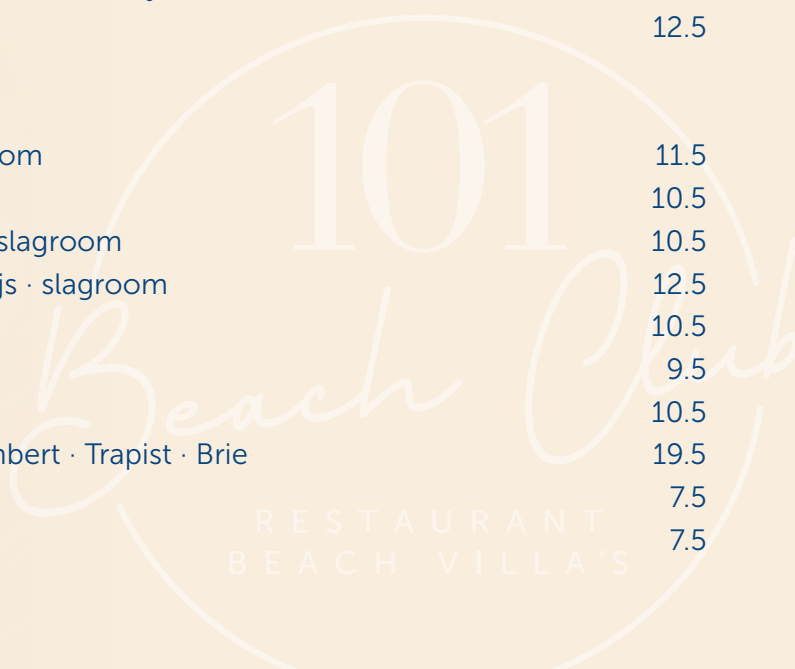 12.5
101
om 11.5
10.5
slagroom 10.5
js · slagroom 12.5
10.5
Beach Club
9.5
10.5
bert · Trapist · Brie 19.5
7.5
RESTAURANT
7.5
BEACH VILLA'S